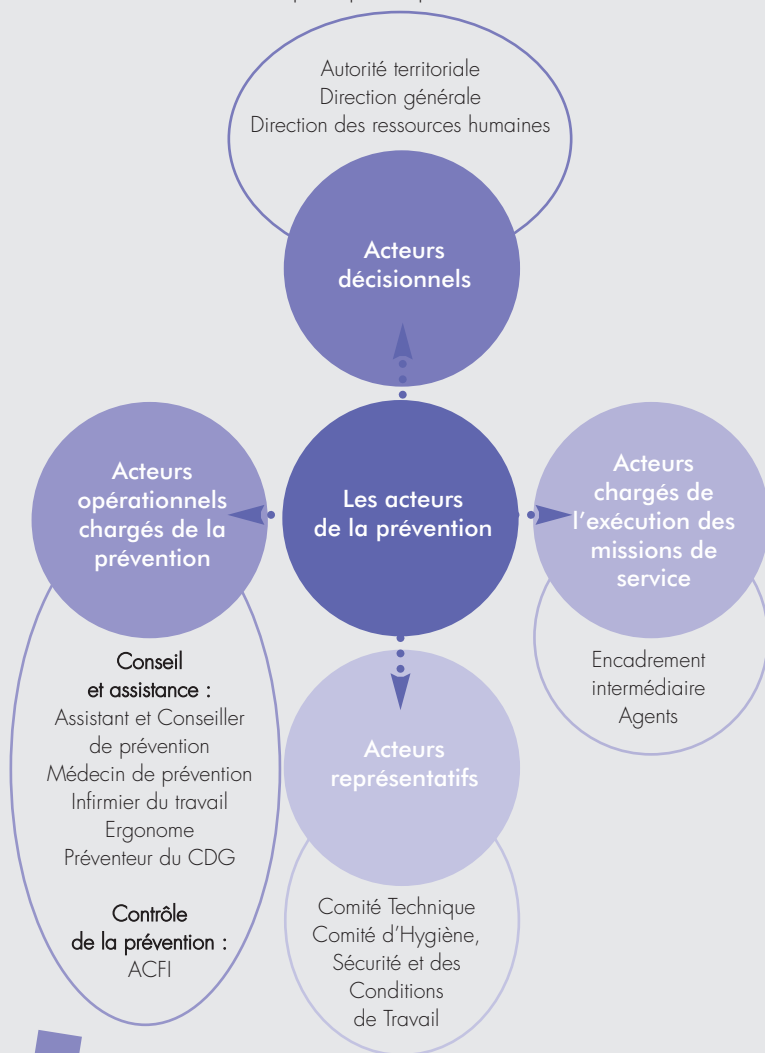 Autorité territoriale
Direction générale
Direction des ressources humaines
Acteurs
décisionnels
Acteurs
opérationnels
chargés de la
prévention
Les acteurs
de la prévention
Acteurs
chargés de
l'exécution des
missions de
service
Conseil
et assistance :
Assistant et Conseiller
de prévention
Médecin de prévention
Infirmier du travail
Ergonome
Préventeur du CDG
Contrôle
de la prévention :
ACFI
Acteurs
représentatifs
Comité Technique
Comité d'Hygiène,
Sécurité et des
Conditions
de Travail
Encadrement
intermédiaire
Agents